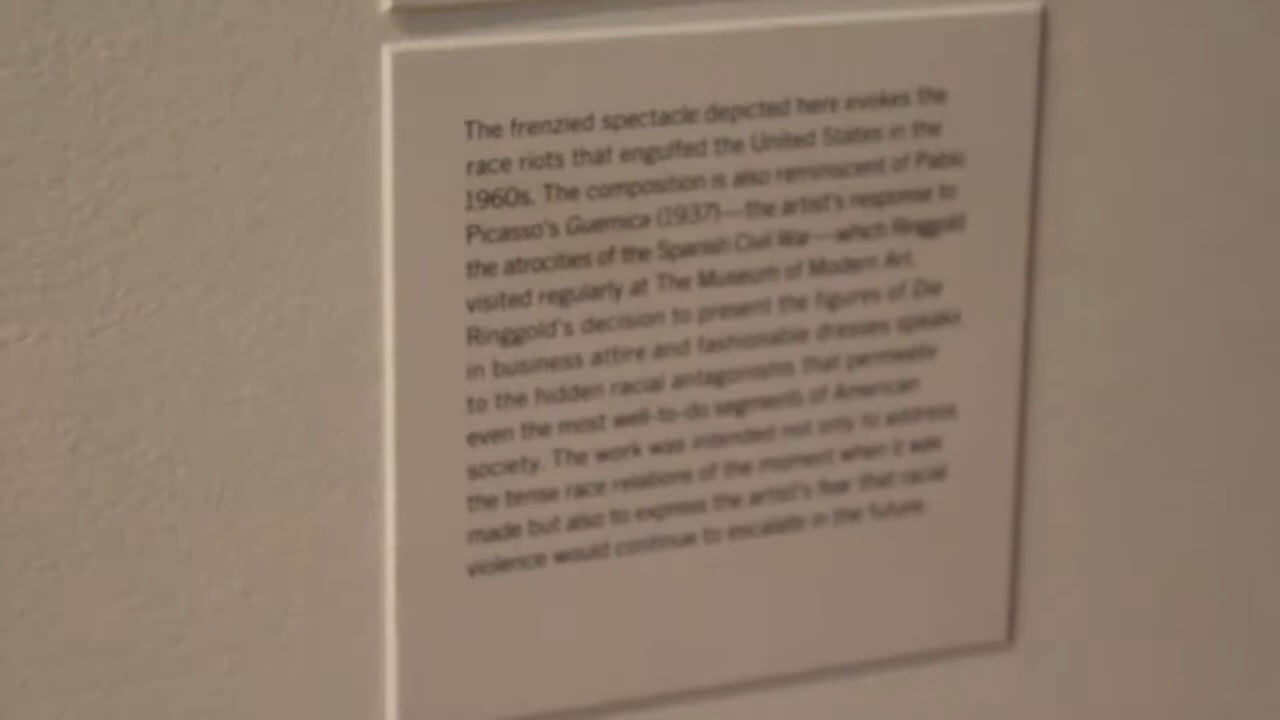 The frenzied spectacle depicted here evokes the
race riots that engulfed the United States in the
1960s. The composition is also reminiscent of Pablo
Picasso's Guernica (1937)—the artist's response to
the atrocities of the Spanish Civil War—which Ringgold
visited regularly at The Museum of Modern Art.
Ringgold's decision to present the figures of Die
in business attire and fashionable dresses speaks
to the hidden racial antagonisms that permeate
even the most well-to-do segments of American
society. The work was intended not only to address
the tense race relations of the moment when it was
made but also to express the artist's fear that racial
violence would continue to escalate in the future.